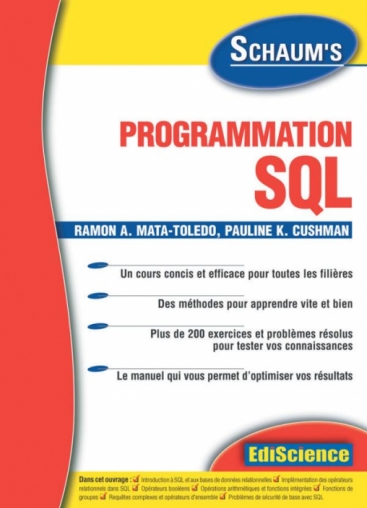 SCHAUM'S
PROGRAMMATION
SQL
RAMON A. MATA-TOLEDO, PAULINE K. CUSHMAN
Un cours concis et efficace pour toutes les filières
Des méthodes pour apprendre vite et bien
Plus de 200 exercices et problèmes résolus
pour tester vos connaissances
Le manuel qui vous permet d'optimiser vos résultats
EdiScience
Dans cet ouvrage : Introduction à SQL et aux bases de données relationnelles Implémentation des opérateurs
relationnels dans SQL Opérateurs booléens Opérations arithmétiques et fonctions intégrées Fonctions de
groupes Requêtes complexes et opérateurs d'ensemble Problèmes de sécurité de base avec SQL